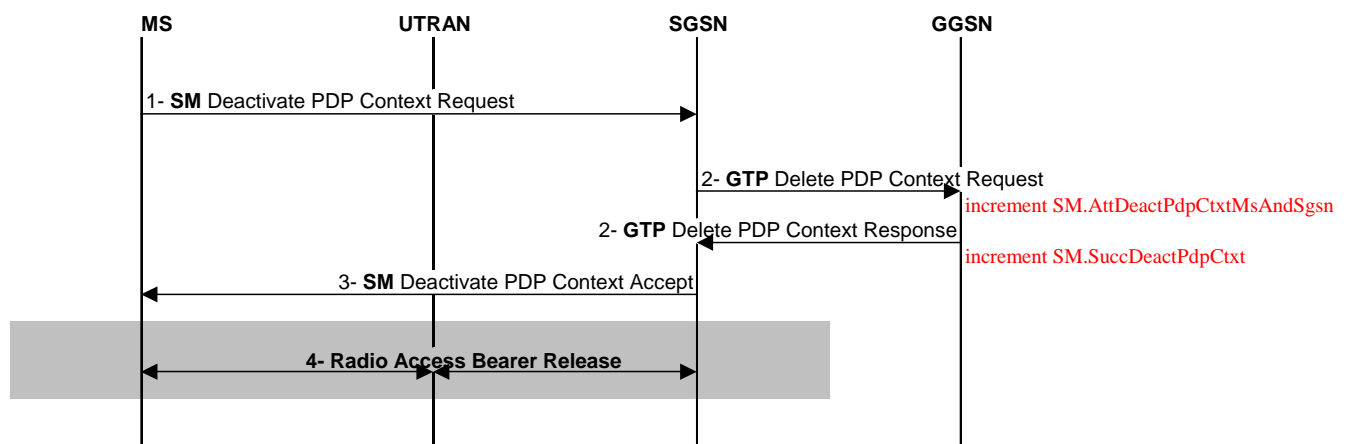 MS UTRAN SGSN GGSN
1- SM Deactivate PDP Context Request
2- GTP Delete PDP Context Request
increment SM.AttDeactPdpCtxtMsAndSgsn
2- GTP Delete PDP Context Response
increment SM.SuccDeactPdpCtxt
3- SM Deactivate PDP Context Accept
4- Radio Access Bearer Release